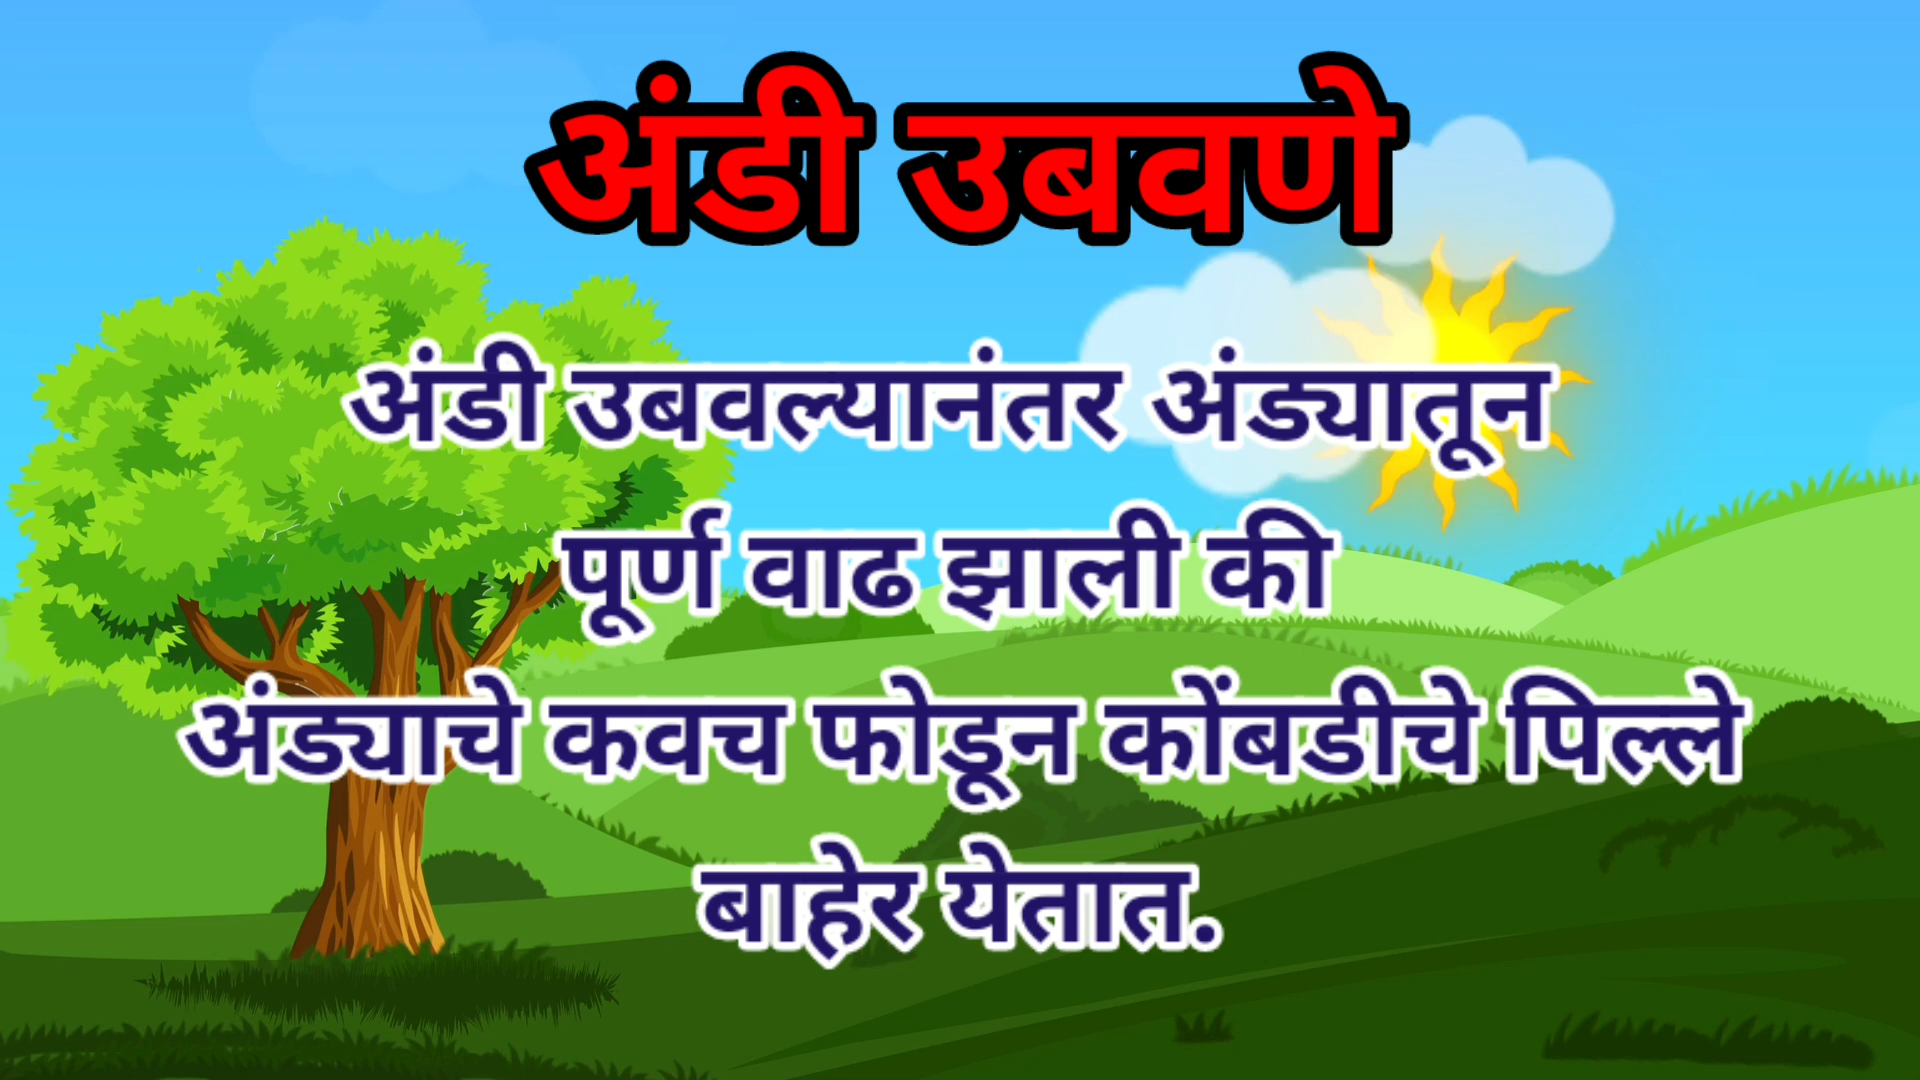 अंडी उबवणे
अंडी उबवल्यानंतर अंड्यातून
पूर्ण वाढ झाली की
अंड्याचे कवच फोडून कोंबडीचे पिल्ले
बाहेर येतात.